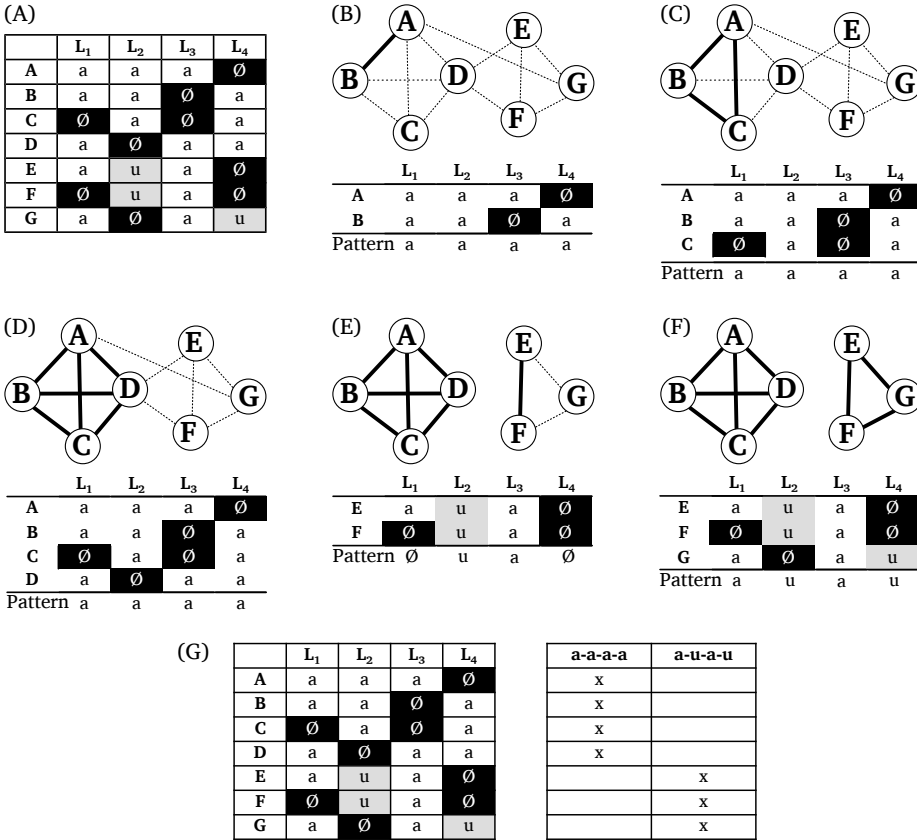 (A)
L₁ L₂ L₃ L₄
A a a a Ø
B a a Ø a
C Ø a Ø a
D a Ø a a
E a u a Ø
F Ø u a Ø
G a Ø a u
(B)
A E
B D G
C F
L₁ L₂ L₃ L₄
A a a a Ø
B a a Ø a
Pattern a a a a
(C)
A E
B D G
C F
L₁ L₂ L₃ L₄
A a a a Ø
B a a Ø a
C Ø a Ø a
Pattern a a a a
(D)
A E
B D G
C F
L₁ L₂ L₃ L₄
A a a a Ø
B a a Ø a
C Ø a Ø a
D a Ø a a
Pattern a a a a
(E)
A E
B D G
C F
L₁ L₂ L₃ L₄
E a u a Ø
F Ø u a Ø
Pattern Ø u a Ø
(F)
A E
B D G
C F
L₁ L₂ L₃ L₄
E a u a Ø
F Ø u a Ø
G a Ø a u
Pattern a u a u
(G)
L₁ L₂ L₃ L₄ a-a-a-a a-u-a-u
A a a a Ø x
B a a Ø a x
C Ø a Ø a x
D a Ø a a x
E a u a Ø x
F Ø u a Ø x
G a Ø a u x